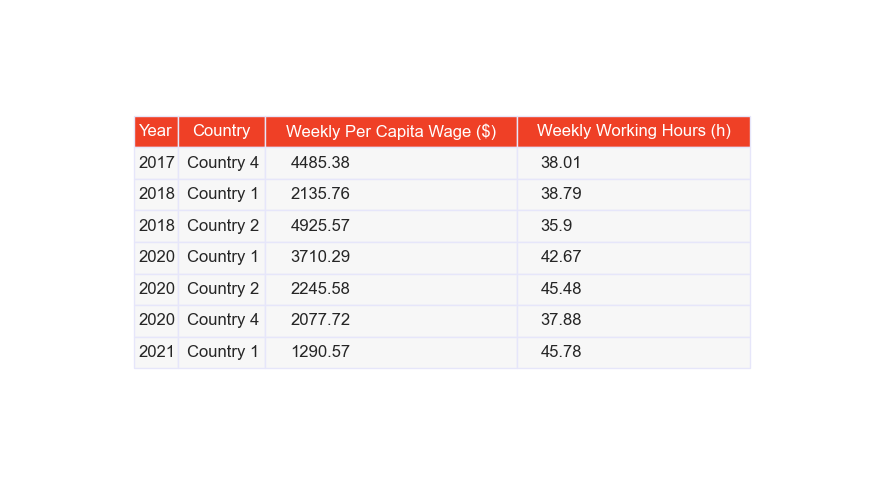 Year Country Weekly Per Capita Wage ($) Weekly Working Hours (h)
2017 Country 4 4485.38 38.01
2018 Country 1 2135.76 38.79
2018 Country 2 4925.57 35.9
2020 Country 1 3710.29 42.67
2020 Country 2 2245.58 45.48
2020 Country 4 2077.72 37.88
2021 Country 1 1290.57 45.78